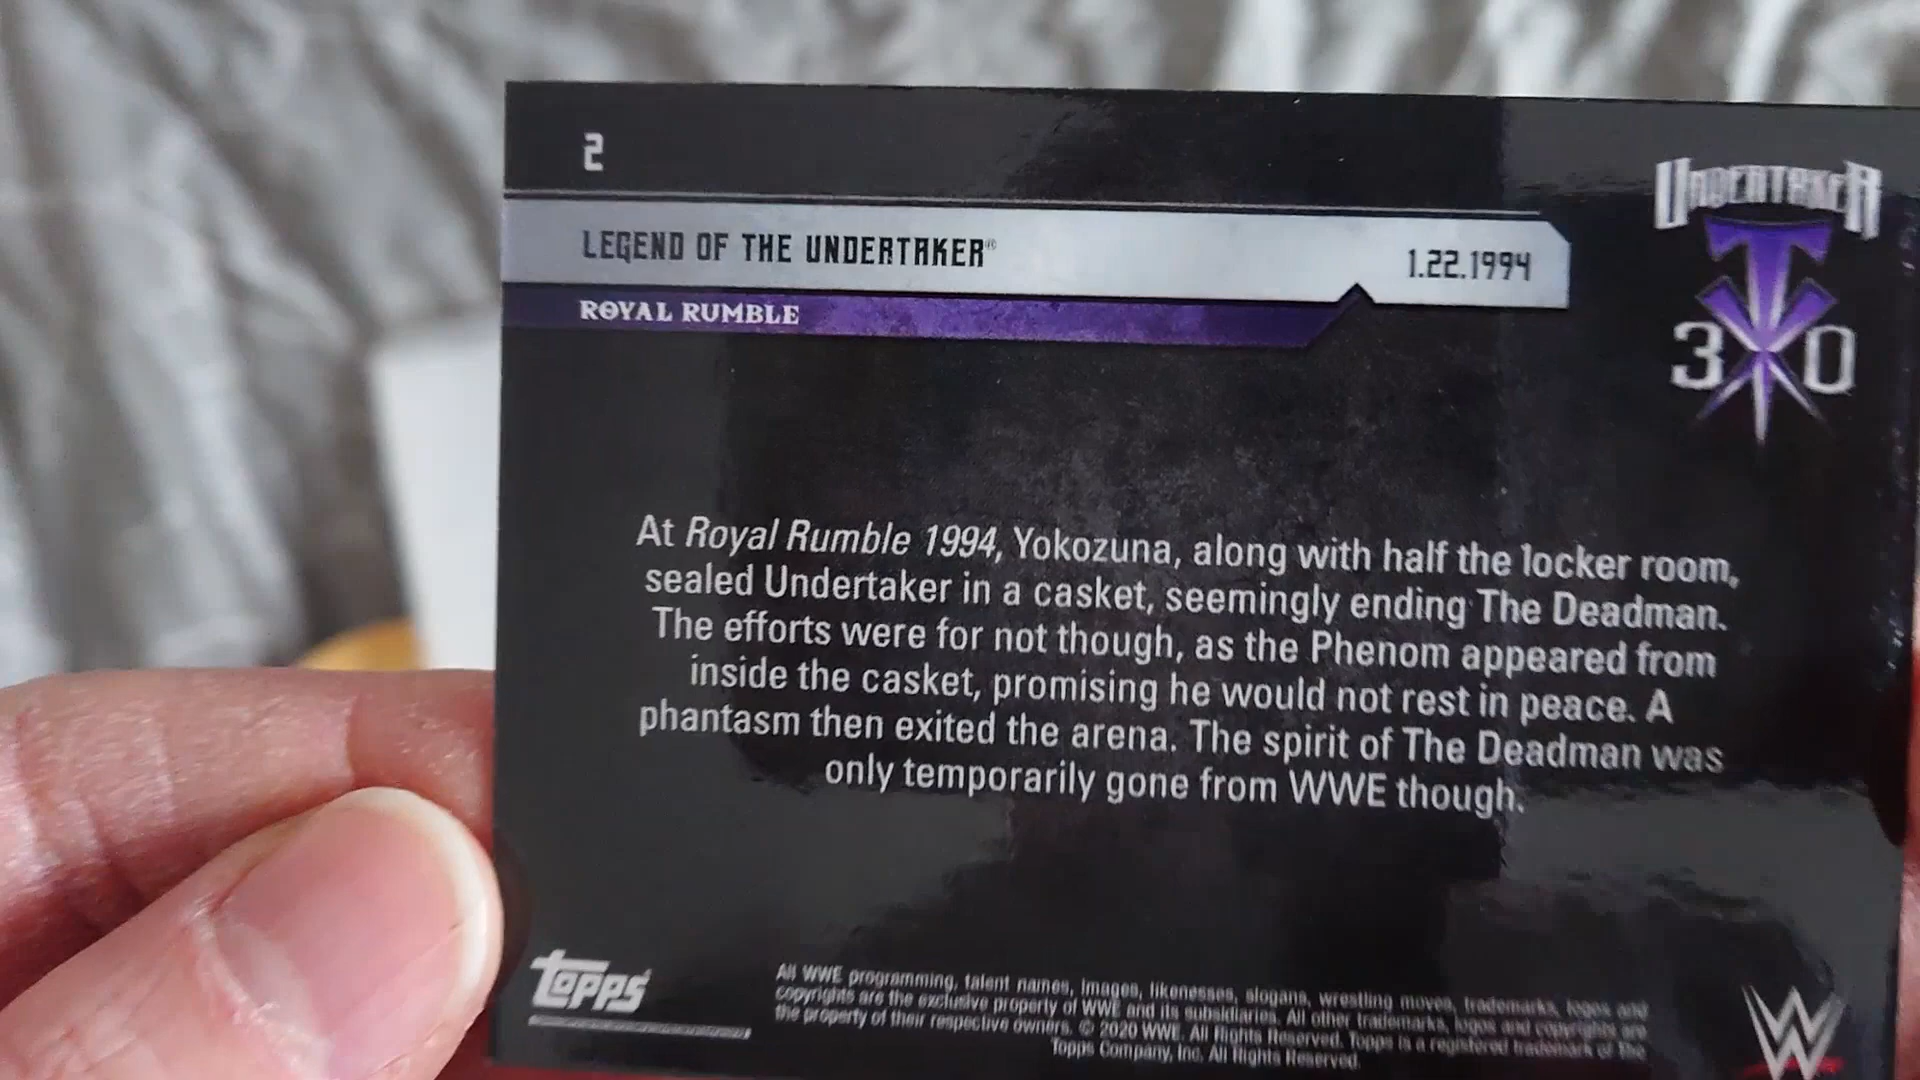 2
LEGEND OF THE UNDERTAKER®
1.22.1994
ROYAL RUMBLE
UNDERTAKER
30
At Royal Rumble 1994, Yokozuna, along with half the locker room,
sealed Undertaker in a casket, seemingly ending The Deadman.
The efforts were for not though, as the Phenom appeared from
inside the casket, promising he would not rest in peace. A
phantasm then exited the arena. The spirit of The Deadman was
only temporarily gone from WWE though.
topps
All WWE programming, talent names, images, likenesses, slogans, wrestling moves, trademarks, logos and
copyrights are the exclusive property of WWE and its subsidiaries. All other trademarks, logos and copyrights are
the property of their respective owners. © 2020 WWE. All Rights Reserved. Topps is a registered trademark of The
Topps Company, Inc. All Rights Reserved.
W